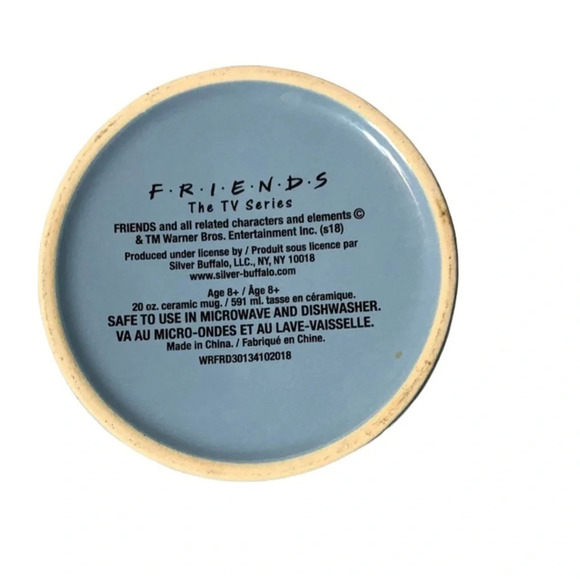 F·R·I·E·N·D·S
The TV Series
FRIENDS and all related characters and elements ©
& TM Warner Bros. Entertainment Inc. (s18)
Produced under license by / Produit sous licence par
Silver Buffalo, LLC., NY, NY 10018
www.silver-buffalo.com
Age 8+ / Âge 8+
20 oz. ceramic mug. / 591 ml. tasse en céramique.
SAFE TO USE IN MICROWAVE AND DISHWASHER.
VA AU MICRO-ONDES ET AU LAVE-VAISSELLE.
Made in China. / Fabriqué en Chine.
WRFRD30134102018